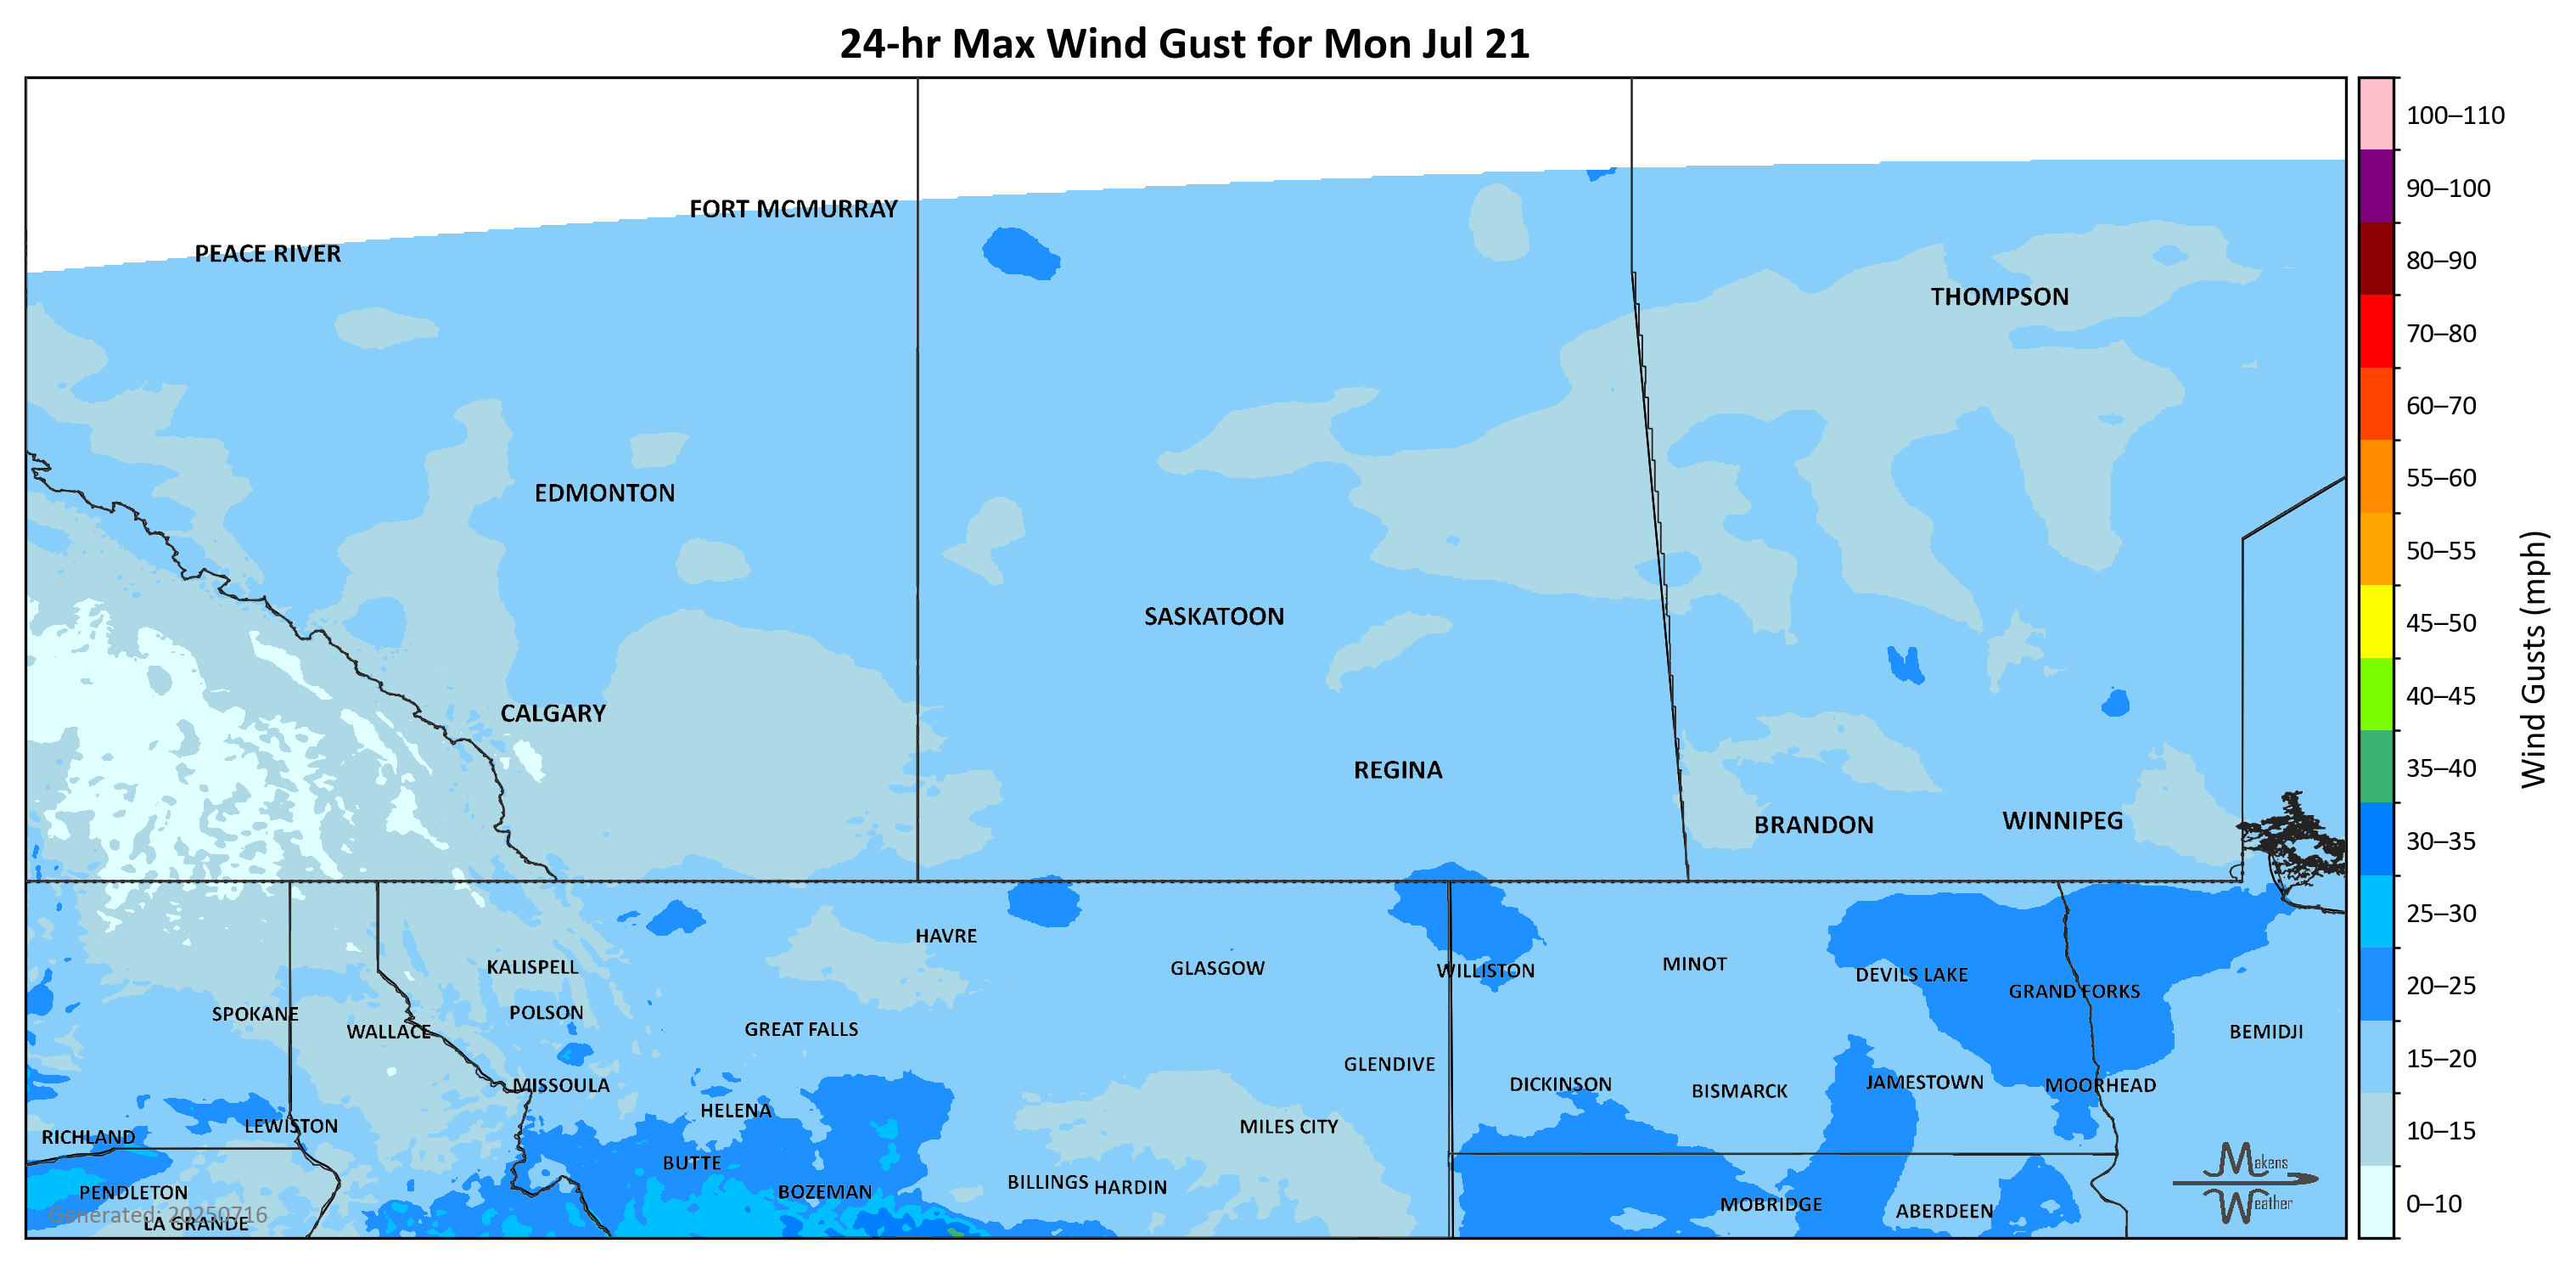 24-hr Max Wind Gust for Mon Jul 21
100–110
90–100
80–90
70–80
60–70
55–60
50–55
45–50
40–45
35–40
30–35
25–30
20–25
15–20
10–15
0–10
Wind Gusts (mph)
FORT MCMURRAY
PEACE RIVER
THOMPSON
EDMONTON
SASKATOON
CALGARY
REGINA
BRANDON
WINNIPEG
HAVRE
KALISPELL
GLASGOW
WILLISTON
MINOT
DEVILS LAKE
GRAND FORKS
SPOKANE
POLSON
WALLACE
GREAT FALLS
BEMIDJI
GLENDIVE
MISSOULA
DICKINSON
BISMARCK
JAMESTOWN
MOORHEAD
HELENA
LEWISTON
MILES CITY
RICHLAND
BUTTE
PENDLETON
BOZEMAN
BILLINGS
HARDIN
MOBRIDGE
ABERDEEN
Generated: 20250716
LA GRANDE
Makens
Weather